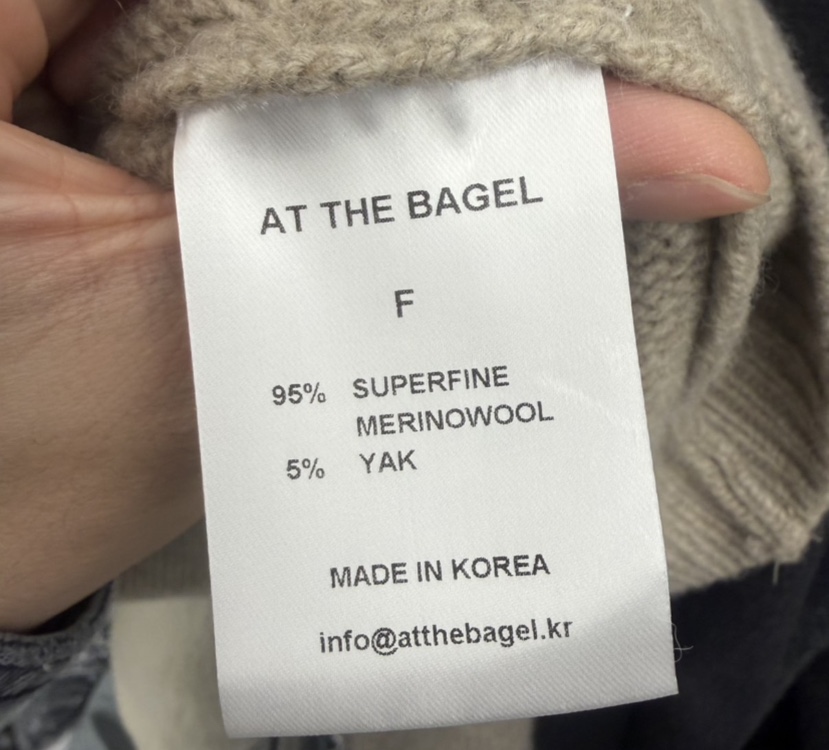 AT THE BAGEL
F
95% SUPERFINE
MERINOWOOL
5% YAK
MADE IN KOREA
info@atthebagel.kr